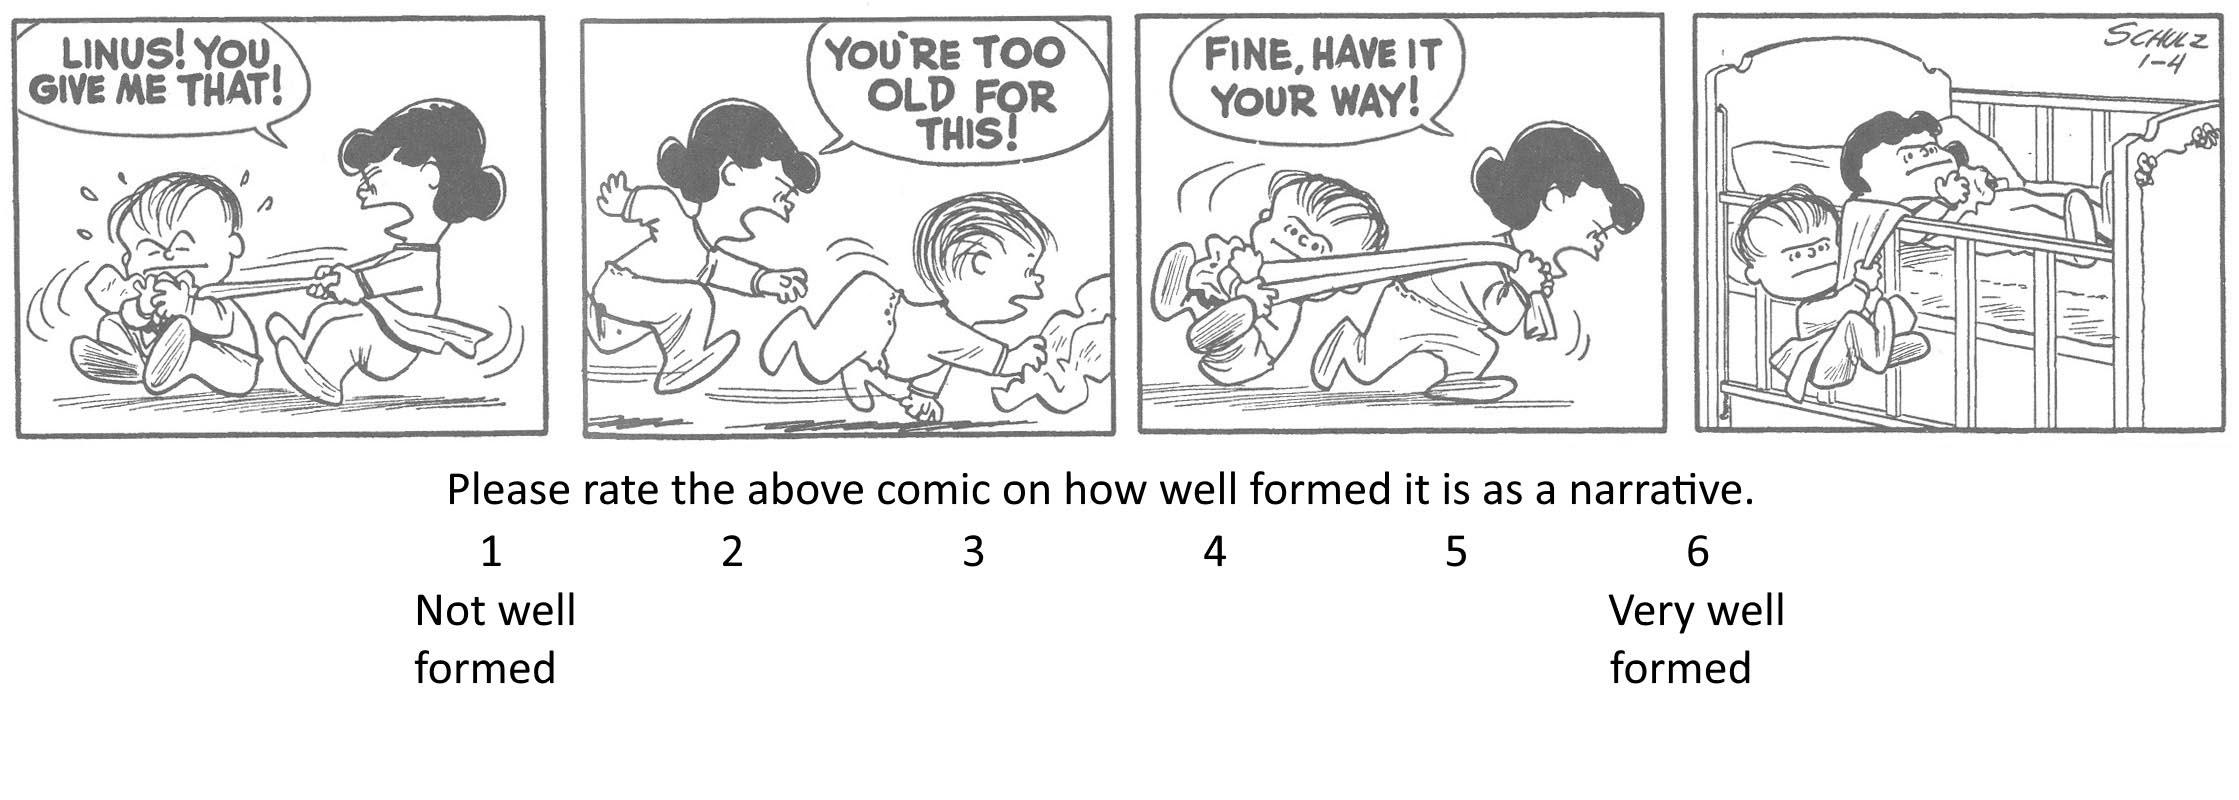 LINUS! YOU
GIVE ME THAT!
YOU'RE TOO
OLD FOR
THIS!
FINE, HAVE IT
YOUR WAY!
SCHULZ
1-4
Please rate the above comic on how well formed it is as a narrative.
1 2 3 4 5 6
Not well
formed
Very well
formed